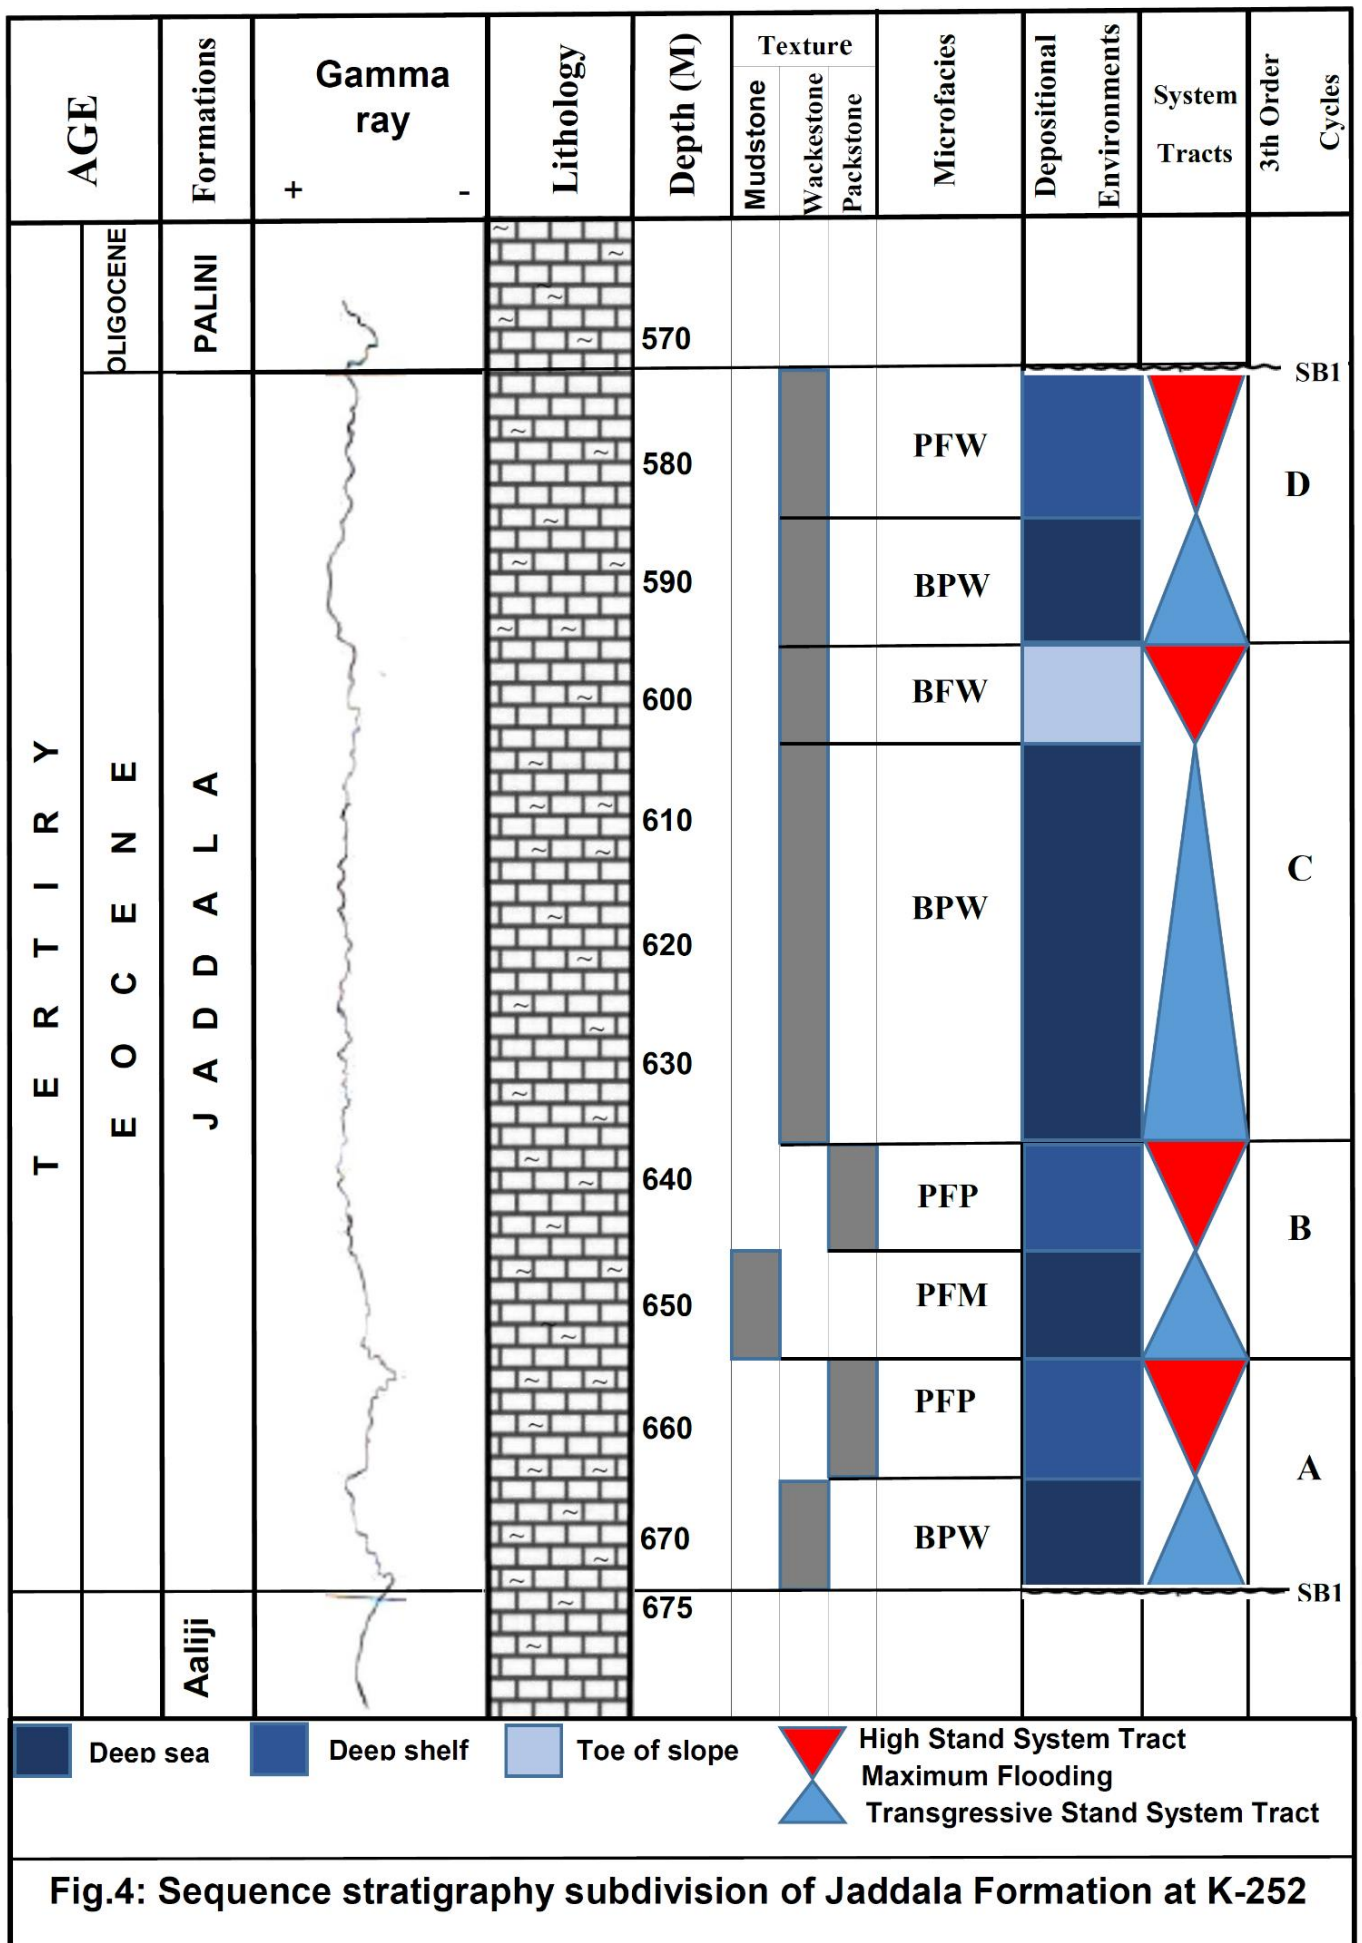 AGE
Formations
Gamma
ray
+ -
Lithology
Depth (M)
Texture
Mudstone
Wackestone
Packstone
Microfacies
Depositional
Environments
System
Tracts
3th Order
Cycles
TERTIRY
OLIGOCENE
EOCENE
PALINI
JADDALA
Aaliji
570
580
590
600
610
620
630
640
650
660
670
675
PFW
BPW
BFW
BPW
PFP
PFM
PFP
BPW
SB1
D
C
B
A
SB1
Deep sea
Deep shelf
Toe of slope
High Stand System Tract
Maximum Flooding
Transgressive Stand System Tract
Fig.4: Sequence stratigraphy subdivision of Jaddala Formation at K-252